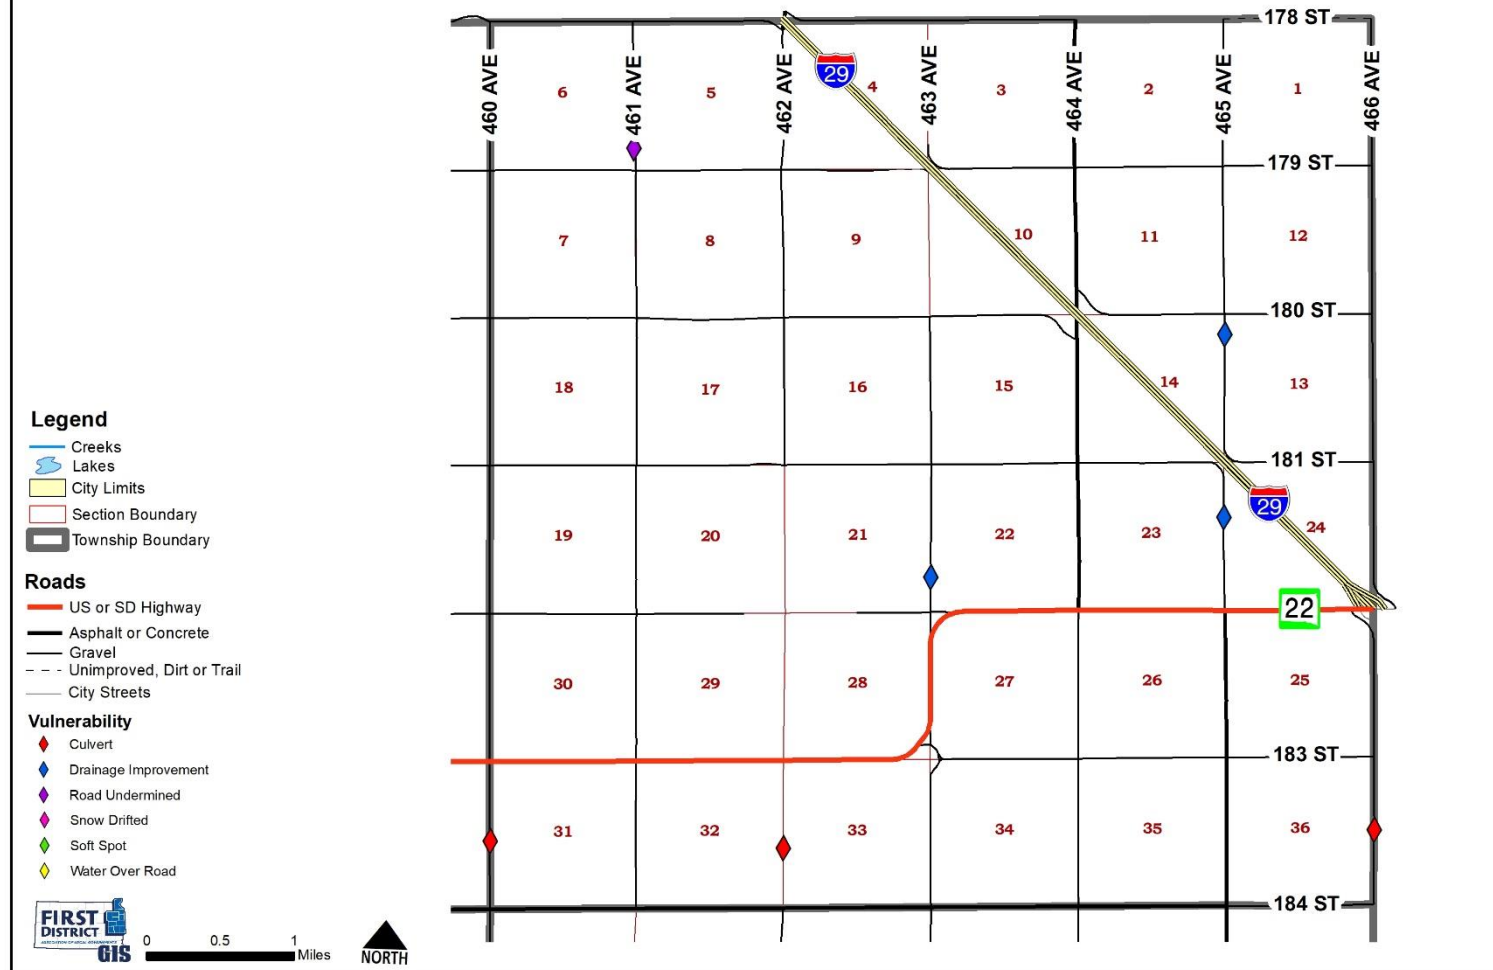 178 ST
460 AVE
461 AVE
462 AVE
463 AVE
464 AVE
465 AVE
466 AVE
29
6
5
4
3
2
1
179 ST
7
8
9
10
11
12
180 ST
18
17
16
15
14
13
181 ST
29
19
20
21
22
23
24
22
30
29
28
27
26
25
183 ST
31
32
33
34
35
36
184 ST
Legend
Creeks
Lakes
City Limits
Section Boundary
Township Boundary
Roads
US or SD Highway
Asphalt or Concrete
Gravel
Unimproved, Dirt or Trail
City Streets
Vulnerability
Culvert
Drainage Improvement
Road Undermined
Snow Drifted
Soft Spot
Water Over Road
FIRST
DISTRICT
ASSOCIATION OF LOCAL GOVERNMENTS
GIS
0 0.5 1
Miles
NORTH